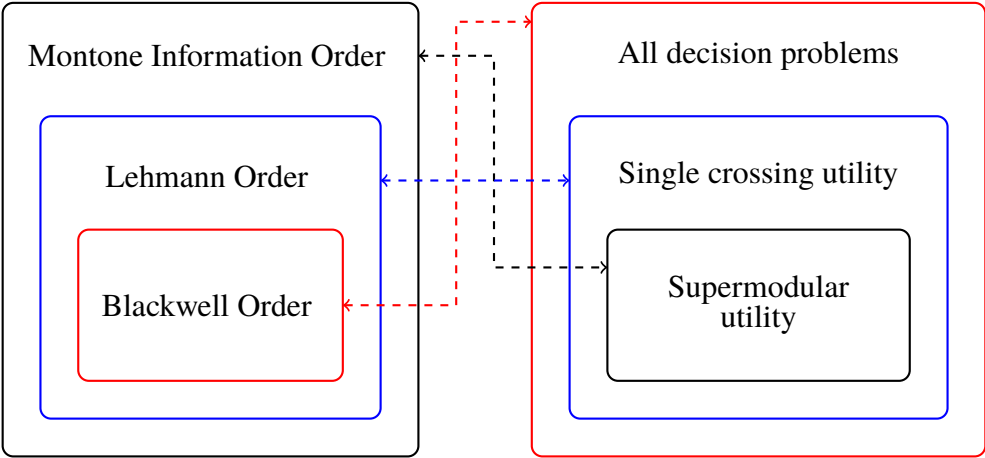 Montone Information Order
All decision problems
Lehmann Order
Single crossing utility
Blackwell Order
Supermodular
utility